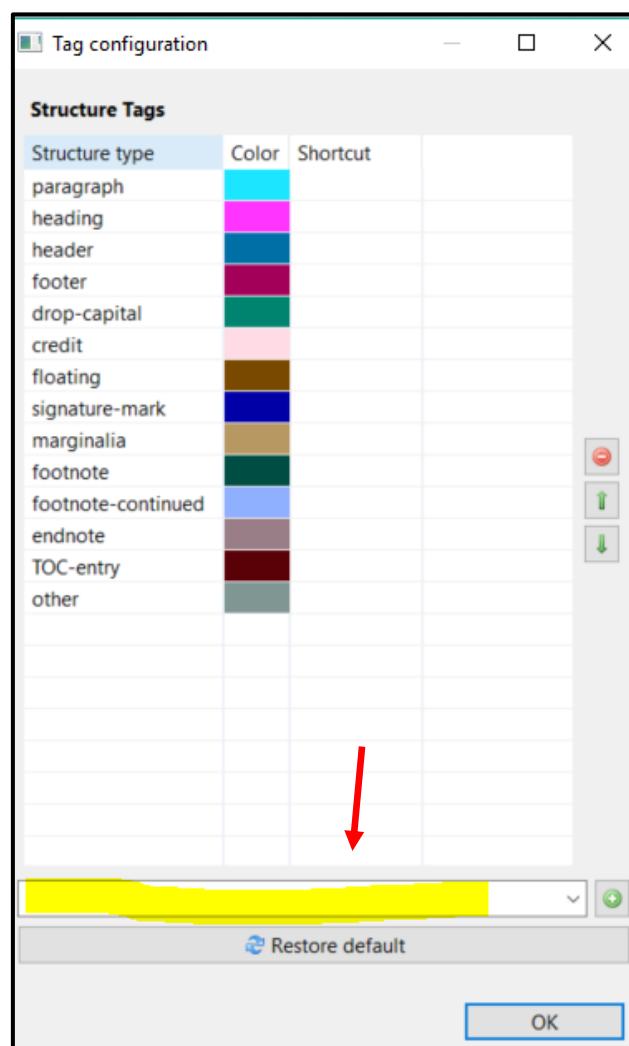 Tag configuration
Structure Tags
Structure type Color Shortcut
paragraph
heading
header
footer
drop-capital
credit
floating
signature-mark
marginalia
footnote
footnote-continued
endnote
TOC-entry
other
Restore default
OK